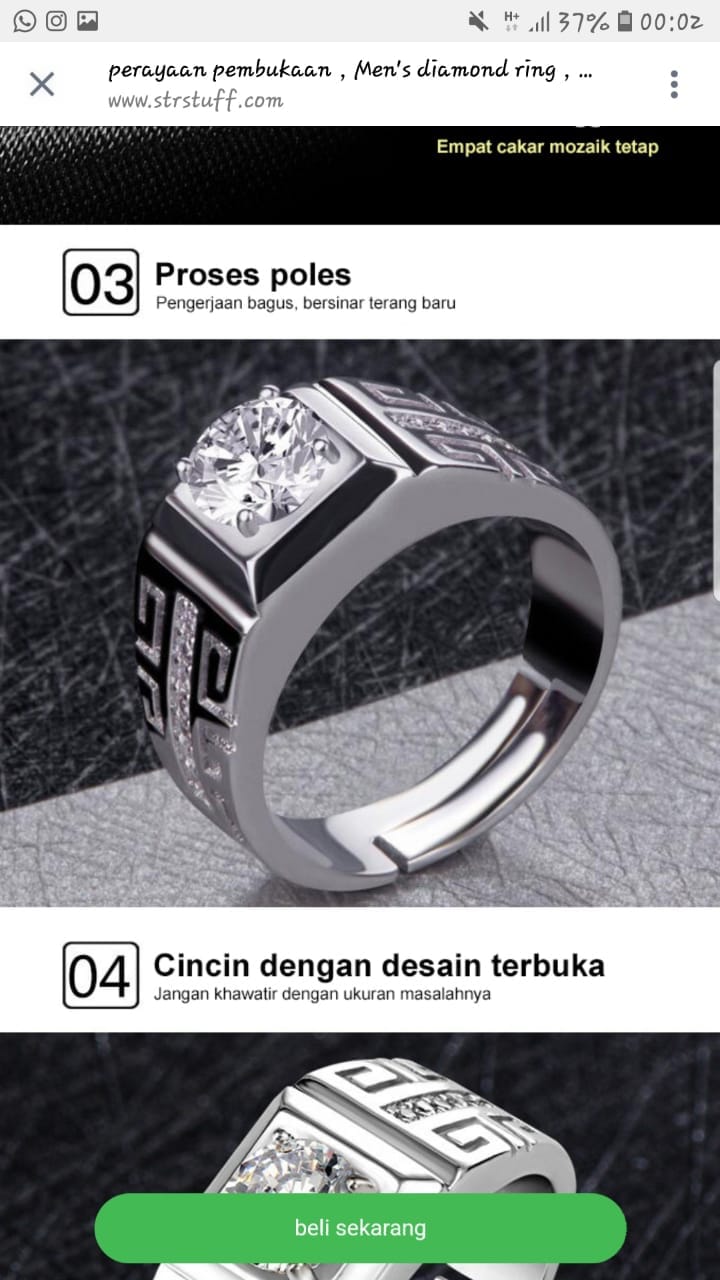 H+ 37% 00:02
perayaan pembukaan , Men's diamond ring , ...
www.strstuff.com
Empat cakar mozaik tetap
03 Proses poles
Pengerjaan bagus, bersinar terang baru
04 Cincin dengan desain terbuka
Jangan khawatir dengan ukuran masalahnya
beli sekarang